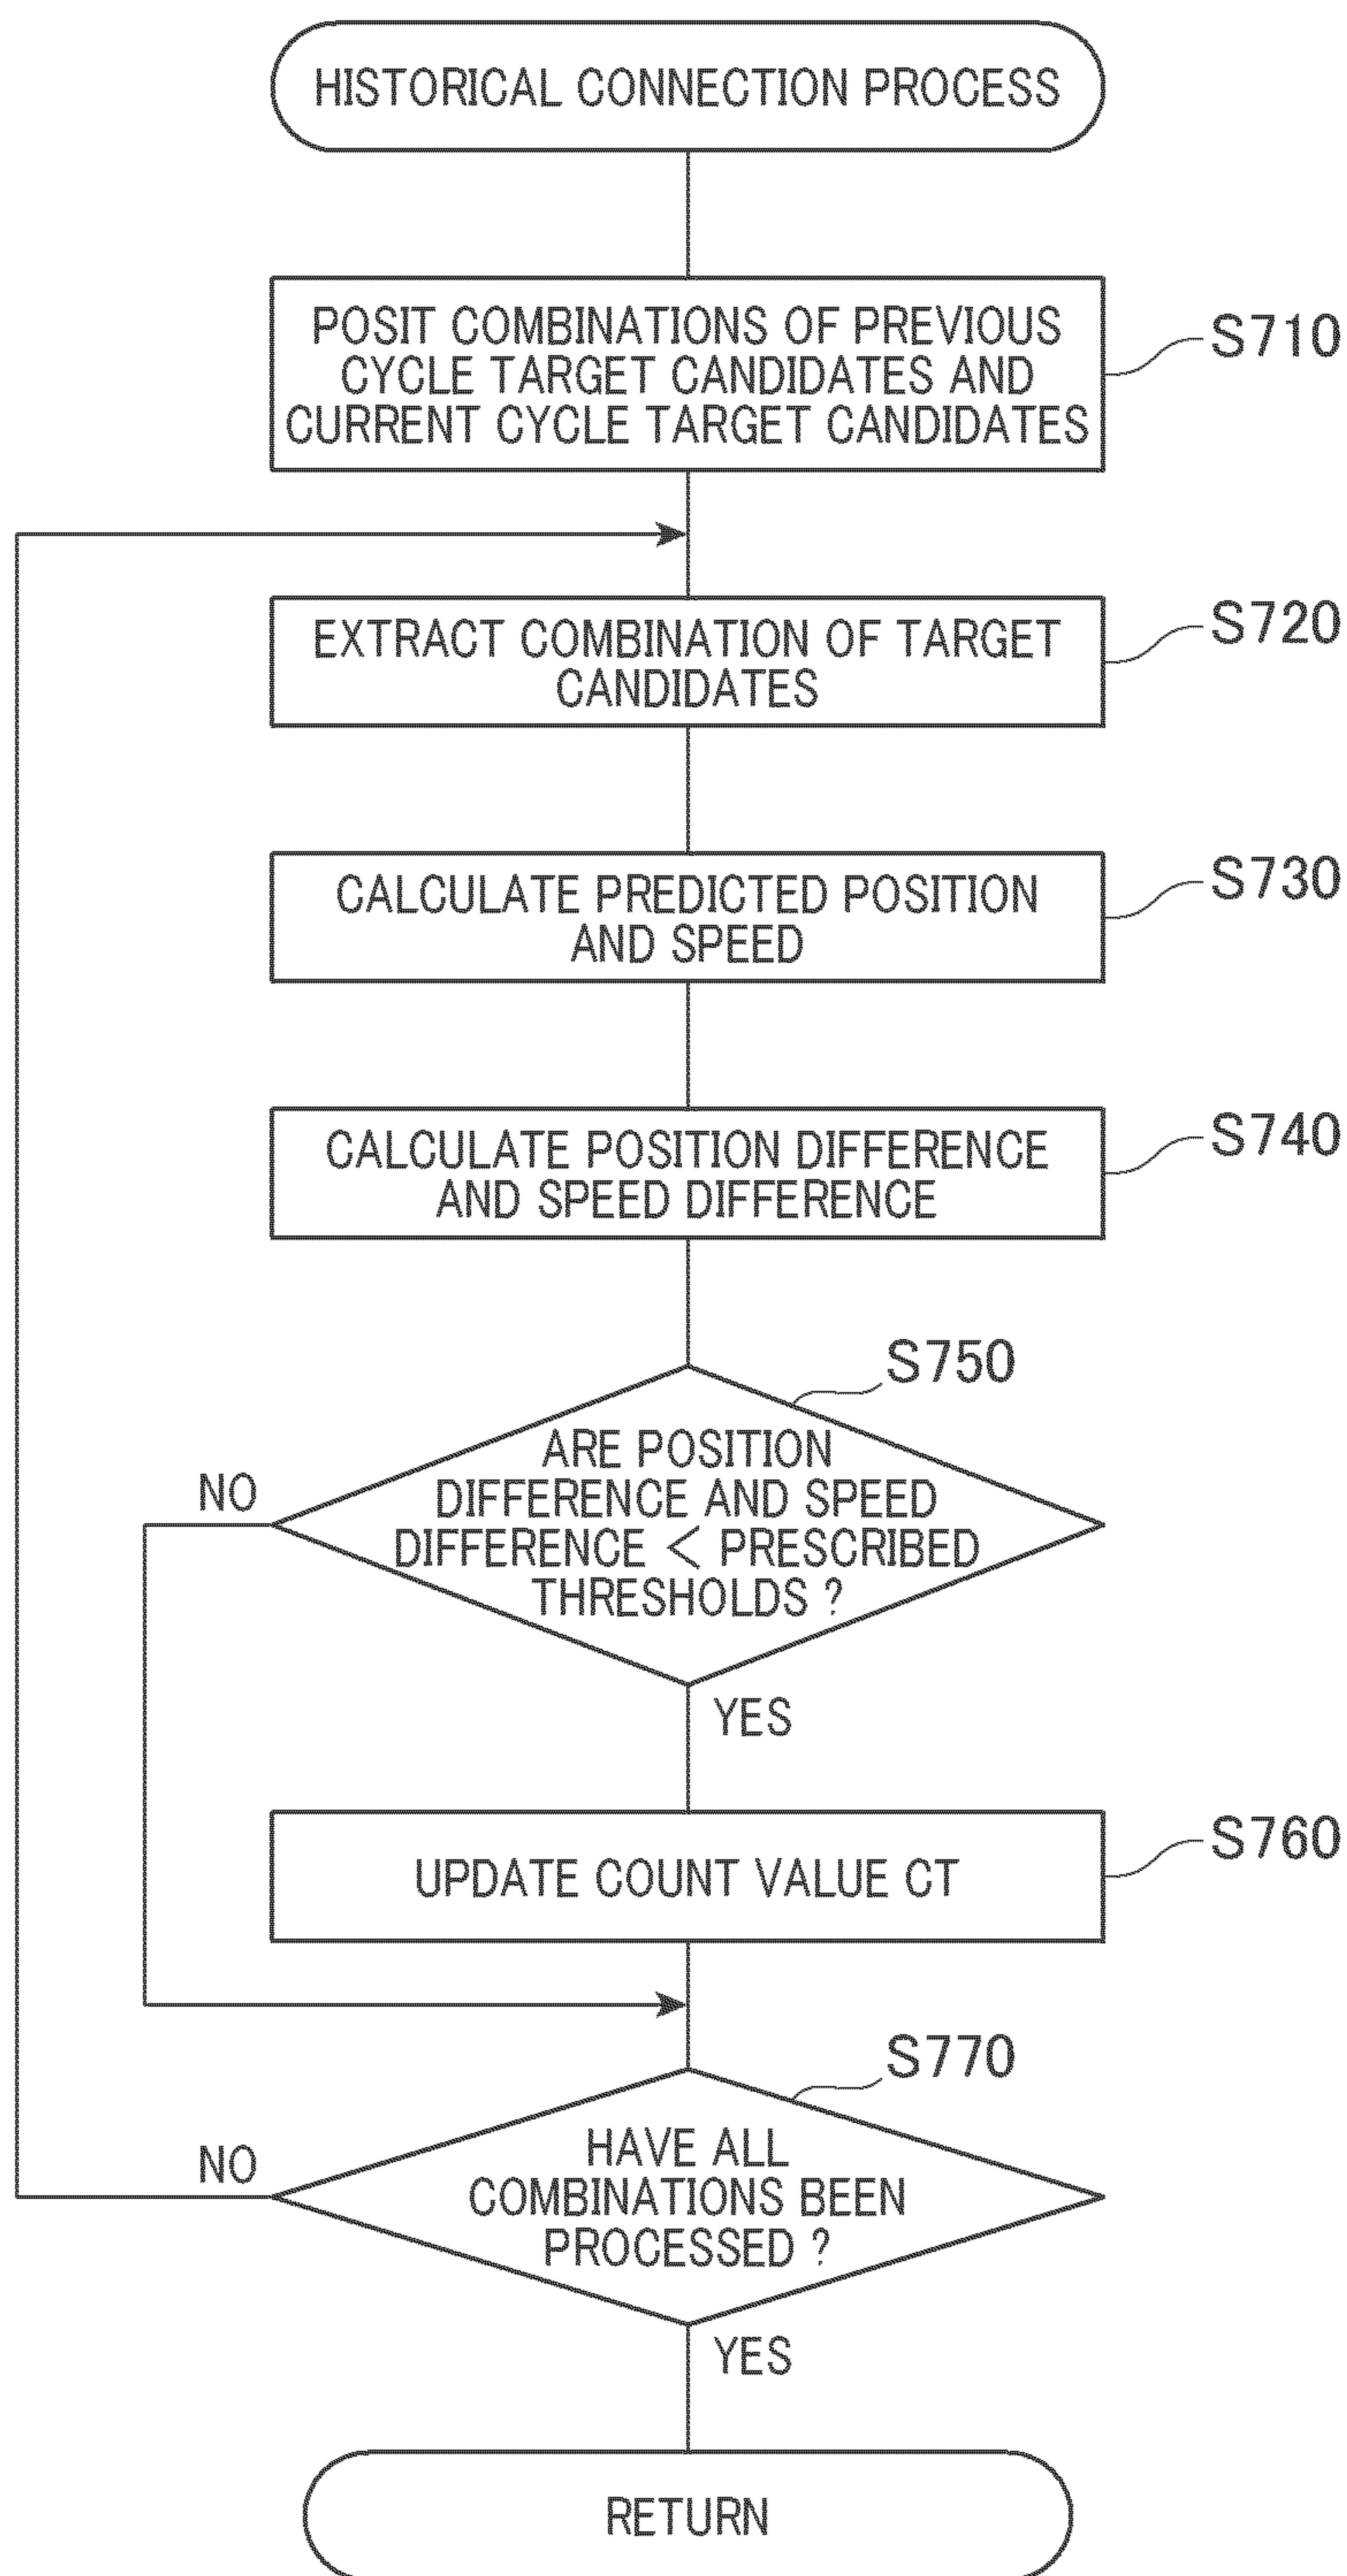 HISTORICAL CONNECTION PROCESS
POSIT COMBINATIONS OF PREVIOUS
CYCLE TARGET CANDIDATES AND
CURRENT CYCLE TARGET CANDIDATES
S710
EXTRACT COMBINATION OF TARGET
CANDIDATES
S720
CALCULATE PREDICTED POSITION
AND SPEED
S730
CALCULATE POSITION DIFFERENCE
AND SPEED DIFFERENCE
S740
S750
ARE POSITION
DIFFERENCE AND SPEED
DIFFERENCE < PRESCRIBED
THRESHOLDS ?
NO
YES
UPDATE COUNT VALUE CT
S760
S770
HAVE ALL
COMBINATIONS BEEN
PROCESSED ?
NO
YES
RETURN